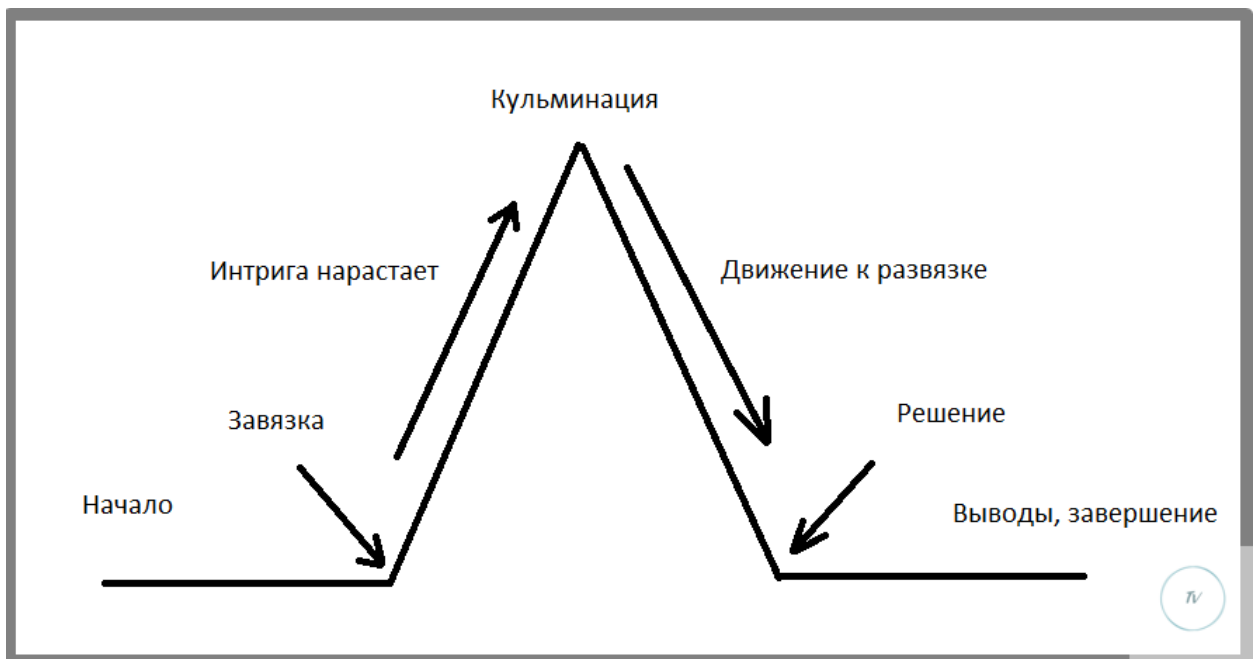 Кульминация
Интрига нарастает
Движение к развязке
Завязка
Решение
Начало
Выводы, завершение
TV